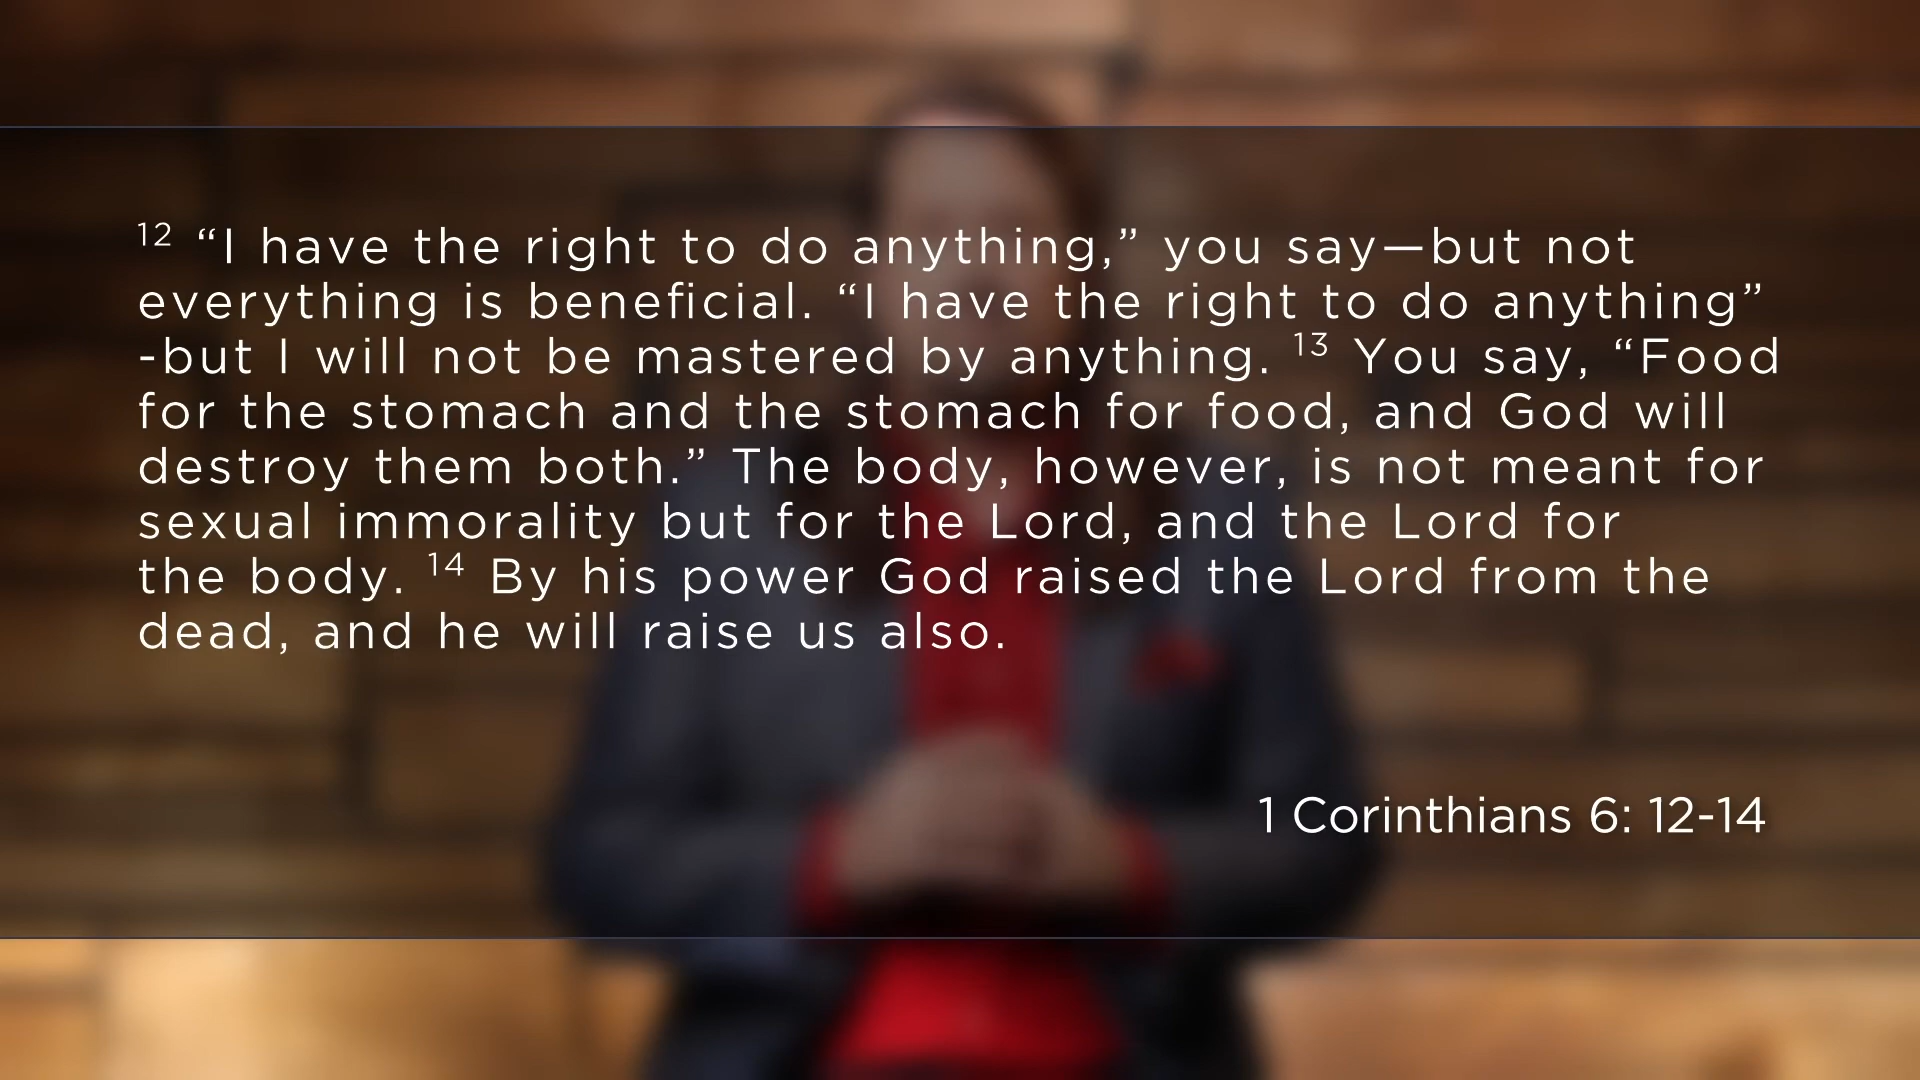 12 “I have the right to do anything,” you say—but not
everything is beneficial. “I have the right to do anything”
-but I will not be mastered by anything. 13 You say, “Food
for the stomach and the stomach for food, and God will
destroy them both.” The body, however, is not meant for
sexual immorality but for the Lord, and the Lord for
the body. 14 By his power God raised the Lord from the
dead, and he will raise us also.
1 Corinthians 6: 12-14